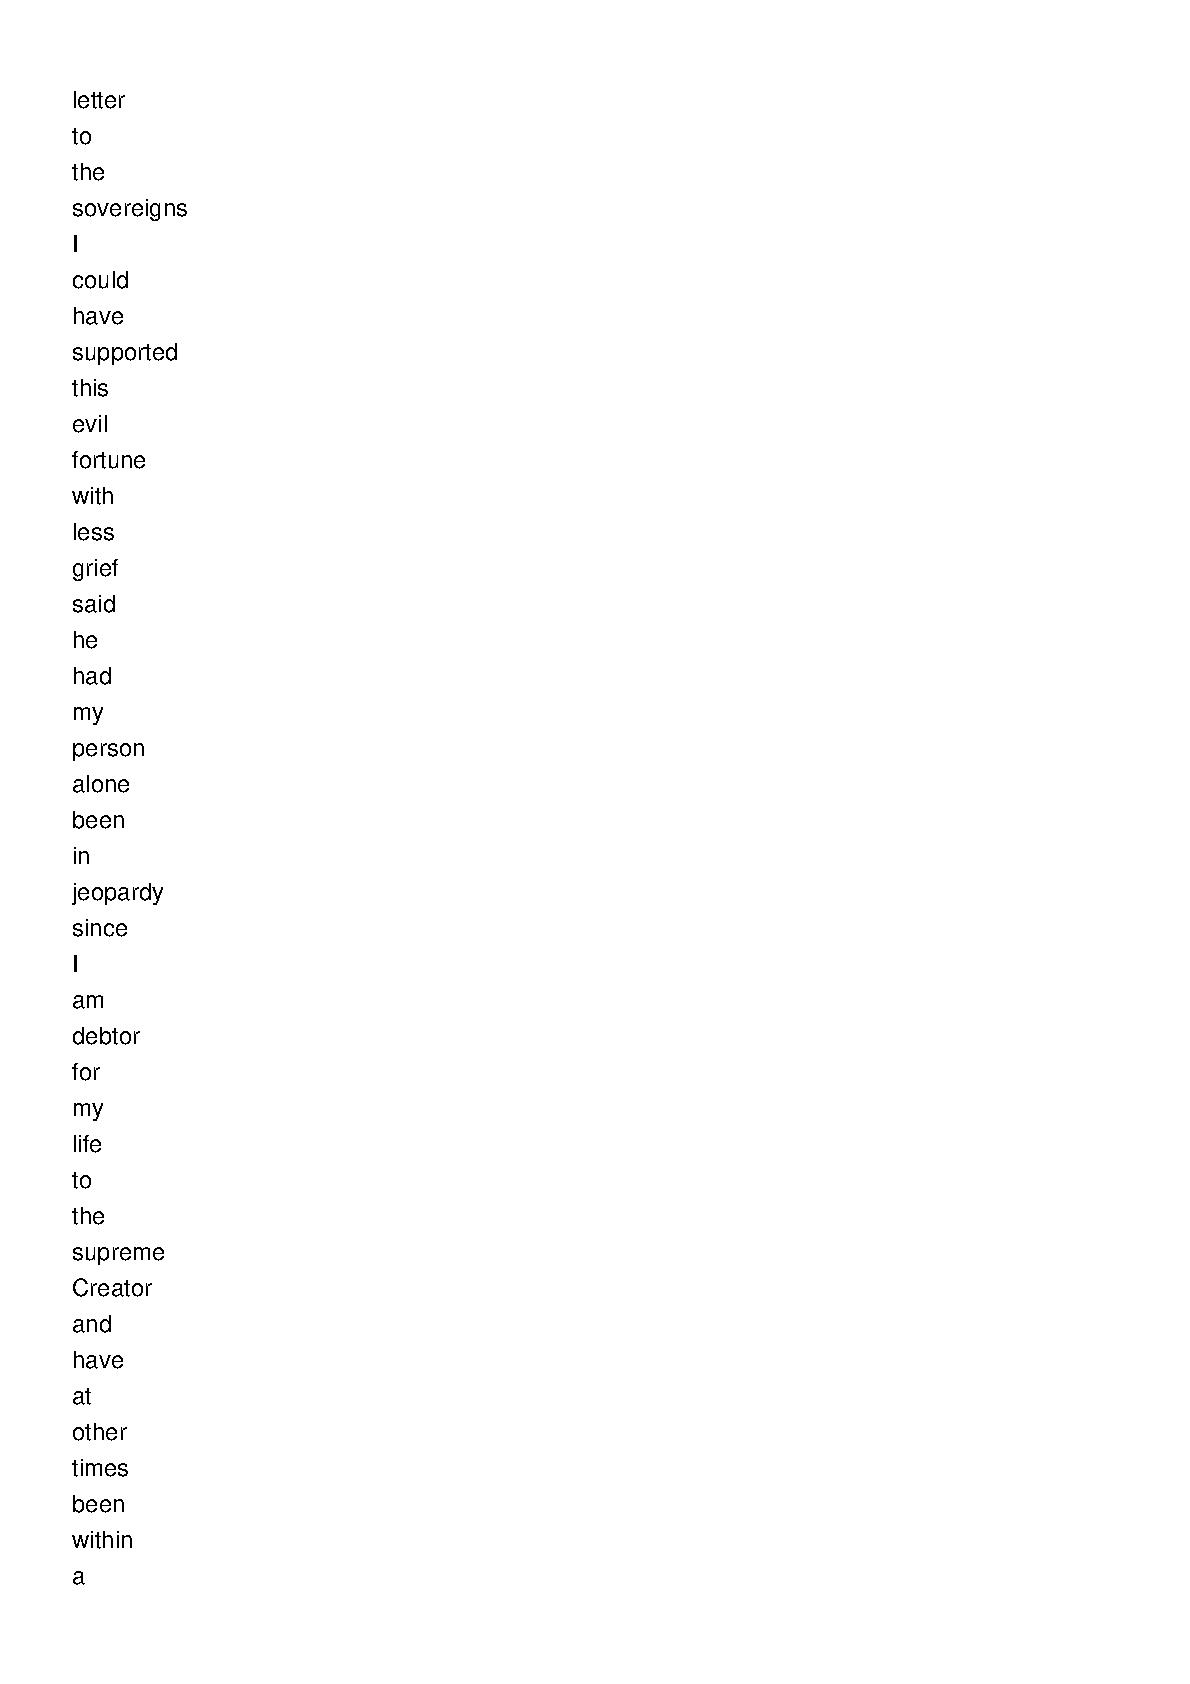 letter
to
the
sovereigns
I
could
have
supported
this
evil
fortune
with
less
grief
said
he
had
my
person
alone
been
in
jeopardy
since
I
am
debtor
for
my
life
to
the
supreme
Creator
and
have
at
other
times
been
within
a